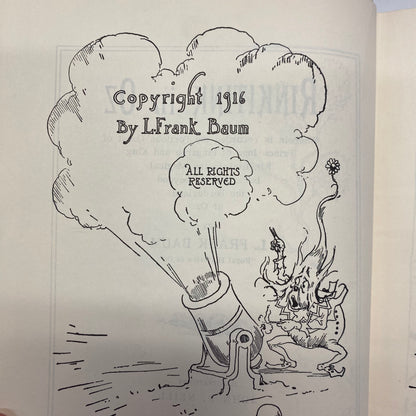 Copyright 1916
By L. Frank Baum
ALL RIGHTS
RESERVED